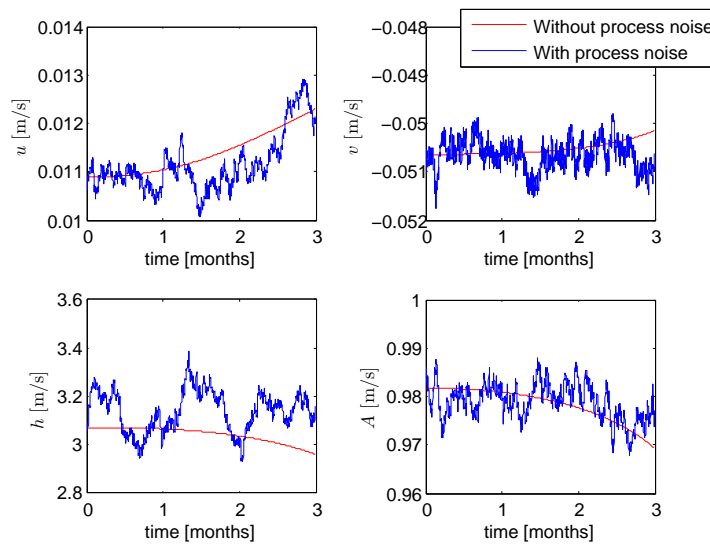 Without process noise
With process noise
0.014
0.013
0.012
0.011
0.01
u [m/s]
0 1 2 3
time [months]
−0.048
−0.049
−0.05
−0.051
−0.052
v [m/s]
0 1 2 3
time [months]
3.6
3.4
3.2
3
2.8
h [m/s]
0 1 2 3
time [months]
1
0.99
0.98
0.97
0.96
A [m/s]
0 1 2 3
time [months]